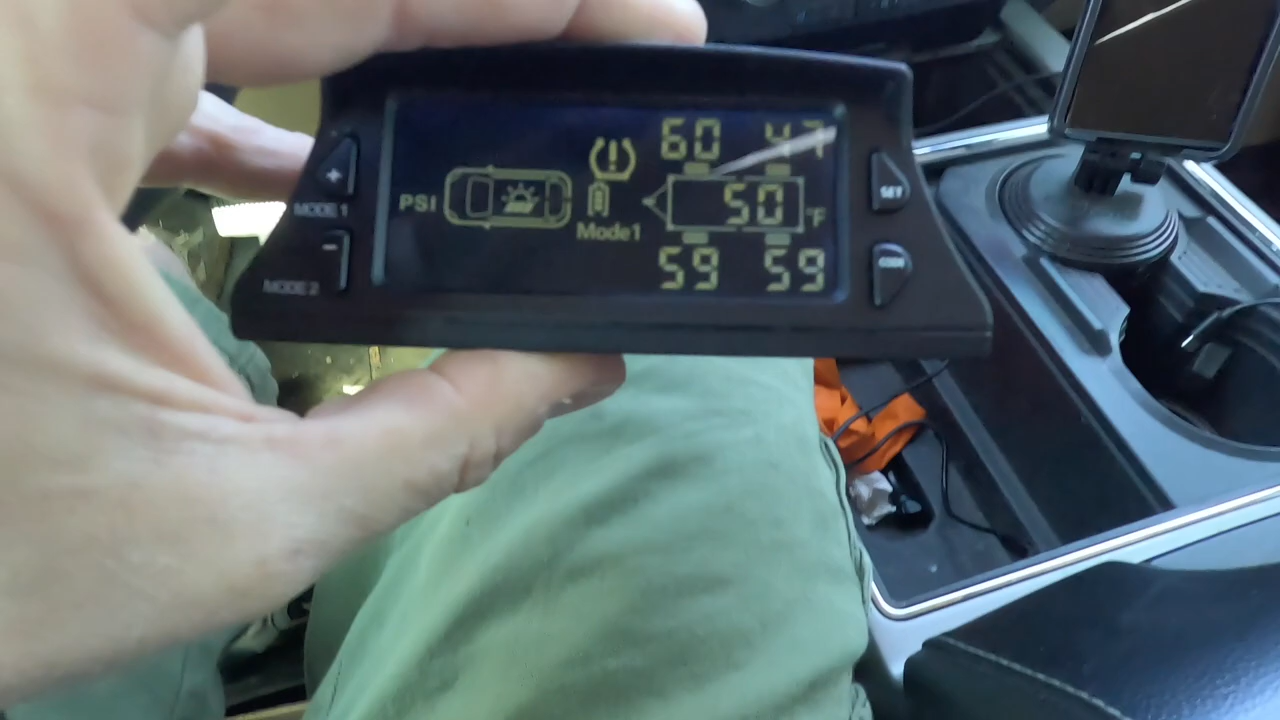 +
MODE 1
-
MODE 2
PSI
Mode1
60 47
50 °F
59 59
SET
CODE